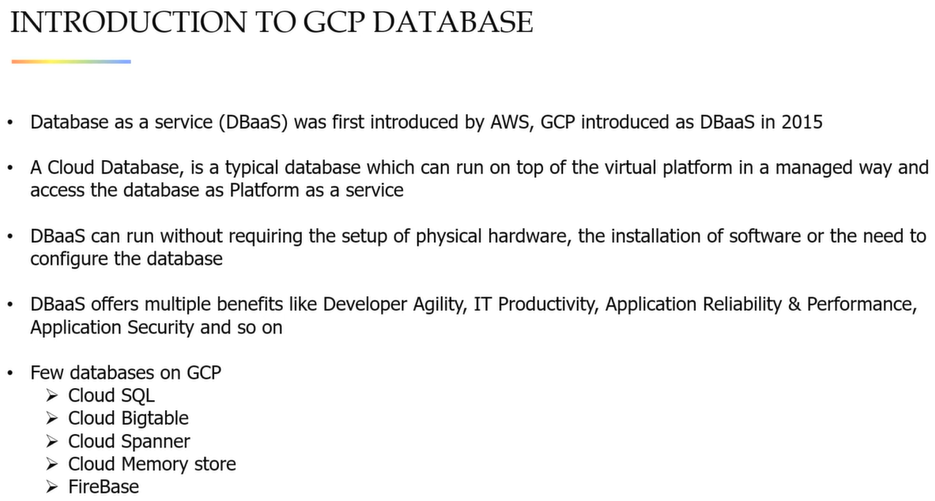 INTRODUCTION TO GCP DATABASE
• Database as a service (DBaaS) was first introduced by AWS, GCP introduced as DBaaS in 2015
• A Cloud Database, is a typical database which can run on top of the virtual platform in a managed way and
access the database as Platform as a service
• DBaaS can run without requiring the setup of physical hardware, the installation of software or the need to
configure the database
• DBaaS offers multiple benefits like Developer Agility, IT Productivity, Application Reliability & Performance,
Application Security and so on
• Few databases on GCP
➢ Cloud SQL
➢ Cloud Bigtable
➢ Cloud Spanner
➢ Cloud Memory store
➢ FireBase